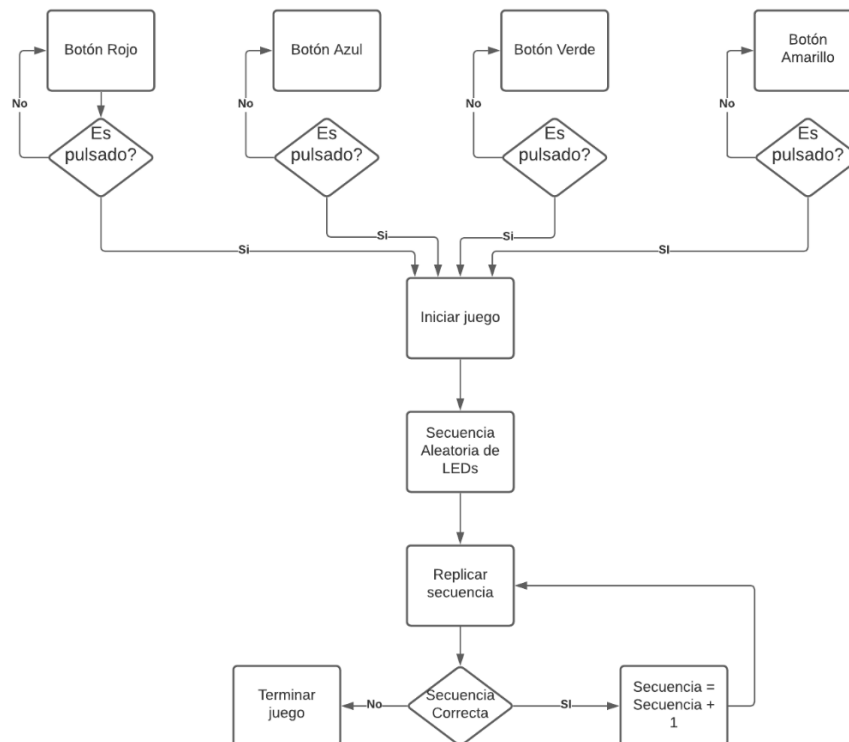 Botón Rojo
Botón Azul
Botón Verde
Botón
Amarillo
No
No
No
No
Es
pulsado?
Es
pulsado?
Es
pulsado?
Es
pulsado?
Si
Si
Si
SI
Iniciar juego
Secuencia
Aleatoria de
LEDs
Replicar
secuencia
Terminar
juego
No
Secuencia
Correcta
SI
Secuencia =
Secuencia +
1